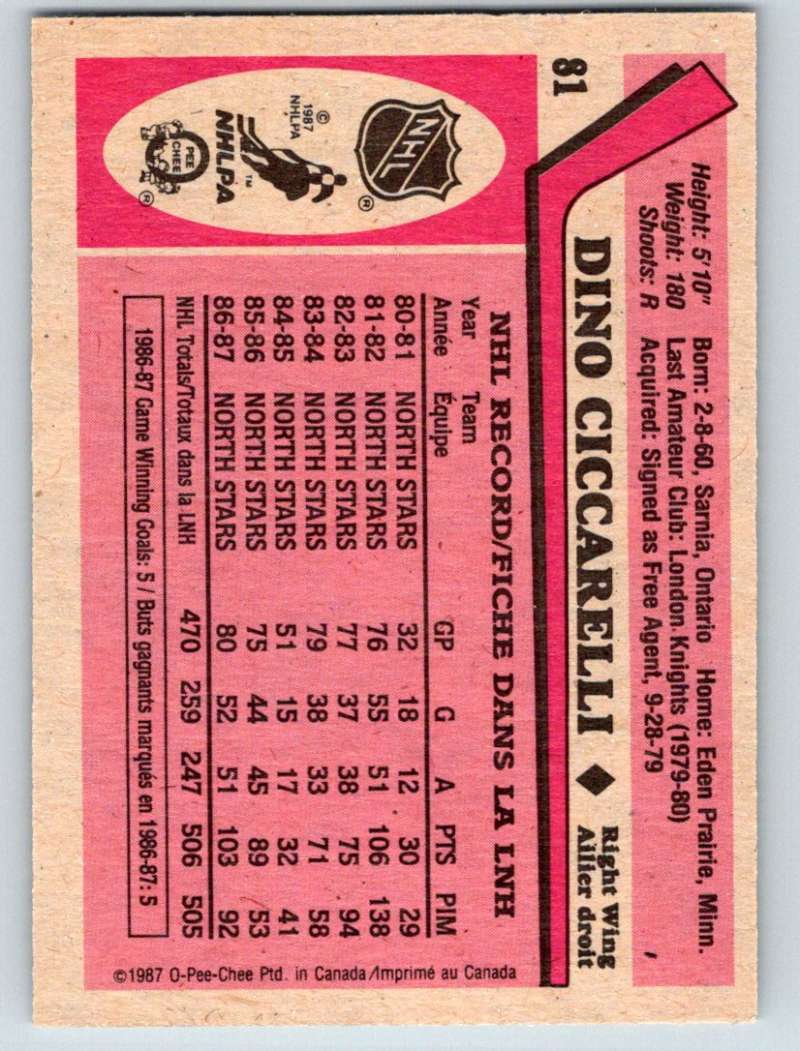 81
Height: 5'10" Born: 2-8-60, Sarnia, Ontario Home: Eden Prairie, Minn.
Weight: 180 Last Amateur Club: London Knights (1979-80)
Shoots: R Acquired: Signed as Free Agent, 9-28-79
DINO CICCARELLI ◆ Right Wing
Ailier droit
NHL
®
© 1987 NHLPA
NHLPA
™
O PEE CHEE
®
NHL RECORD/FICHE DANS LA LNH
Year Team GP G A PTS PIM
Année Équipe
80-81 NORTH STARS 32 18 12 30 29
81-82 NORTH STARS 76 55 51 106 138
82-83 NORTH STARS 77 37 38 75 94
83-84 NORTH STARS 79 38 33 71 58
84-85 NORTH STARS 51 15 17 32 41
85-86 NORTH STARS 75 44 45 89 53
86-87 NORTH STARS 80 52 51 103 92
NHL Totals/Totaux dans la LNH 470 259 247 506 505
1986-87 Game Winning Goals: 5 / Buts gagnants marqués en 1986-87: 5
©1987 O-Pee-Chee Ptd. in Canada/Imprimé au Canada